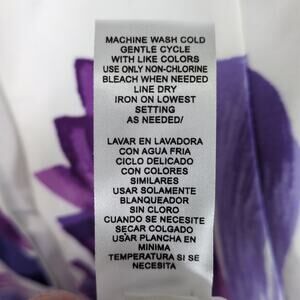 MACHINE WASH COLD
GENTLE CYCLE
WITH LIKE COLORS
USE ONLY NON-CHLORINE
BLEACH WHEN NEEDED
LINE DRY
IRON ON LOWEST
SETTING
AS NEEDED/
LAVAR EN LAVADORA
CON AGUA FRIA
CICLO DELICADO
CON COLORES
SIMILARES
USAR SOLAMENTE
BLANQUEADOR
SIN CLORO
CUANDO SE NECESITE
SECAR COLGADO
USAR PLANCHA EN
MINIMA
TEMPERATURA SI SE
NECESITA